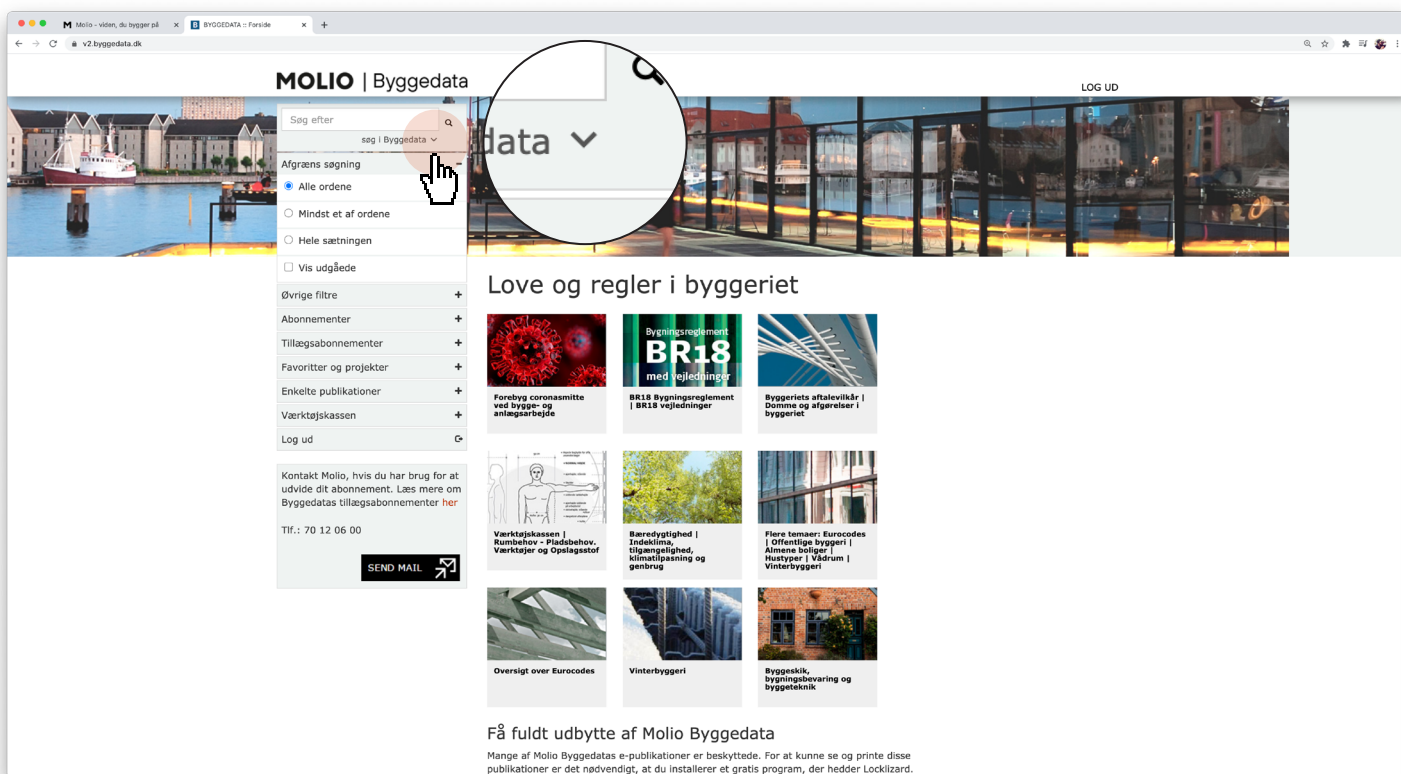 Molio - viden, du bygger på
BYGGEDATA :: Forside
v2.byggedata.dk
MOLIO | Byggedata
LOG UD
Søg efter
søg i Byggedata
data
Afgræns søgning
Alle ordene
Mindst et af ordene
Hele sætningen
Vis udgåede
Øvrige filtre
Abonnementer
Tillægsabonnementer
Favoritter og projekter
Enkelte publikationer
Værktøjskassen
Log ud
Kontakt Molio, hvis du har brug for at
udvide dit abonnement. Læs mere om
Byggedatas tillægsabonnementer her
Tlf.: 70 12 06 00
SEND MAIL
Love og regler i byggeriet
Forebyg coronasmitte
ved bygge- og
anlægsarbejde
Bygningsreglement
BR18
med vejledninger
BR18 Bygningsreglement
| BR18 vejledninger
Byggeriets aftalevilkår |
Domme og afgørelser i
byggeriet
Værktøjskassen |
Rumbehov - Pladsbehov.
Værktøjer og Opslagsstof
Bæredygtighed |
Indeklima,
tilgængelighed,
klimatilpasning og
genbrug
Flere temaer: Eurocodes
| Offentlige byggeri |
Almene boliger |
Hustyper | Vådrum |
Vinterbyggeri
Oversigt over Eurocodes
Vinterbyggeri
Byggeskik,
bygningsbevaring og
byggeteknik
Få fuldt udbytte af Molio Byggedata
Mange af Molio Byggedatas e-publikationer er beskyttede. For at kunne se og printe disse
publikationer er det nødvendigt, at du installerer et gratis program, der hedder Locklizard.